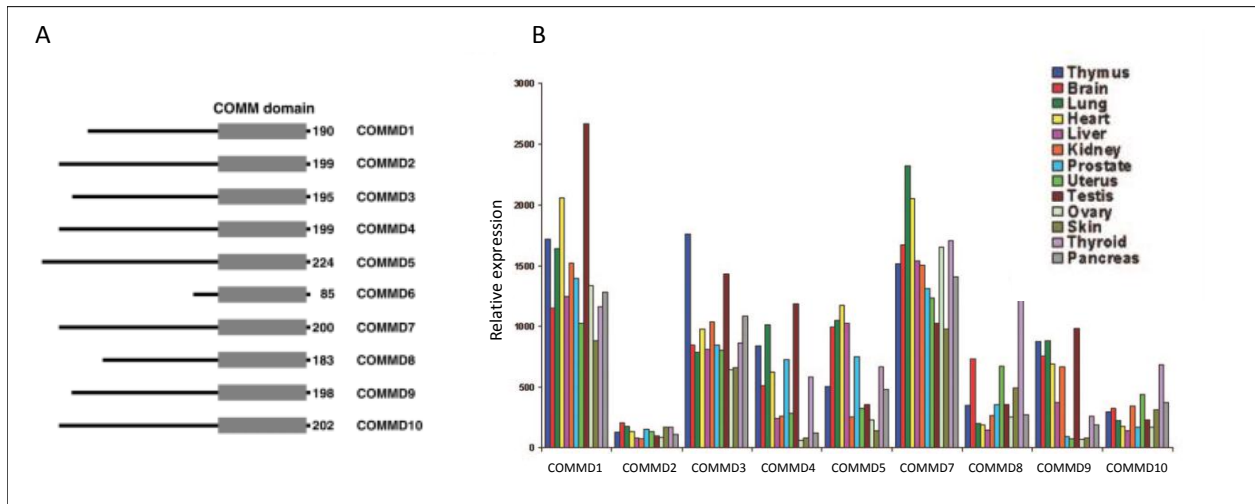 A
COMM domain
190 COMMD1
199 COMMD2
195 COMMD3
199 COMMD4
224 COMMD5
85 COMMD6
200 COMMD7
183 COMMD8
198 COMMD9
202 COMMD10
B
Relative expression
3000
2500
2000
1500
1000
500
0
COMMD1 COMMD2 COMMD3 COMMD4 COMMD5 COMMD7 COMMD8 COMMD9 COMMD10
Thymus
Brain
Lung
Heart
Liver
Kidney
Prostate
Uterus
Testis
Ovary
Skin
Thyroid
Pancreas